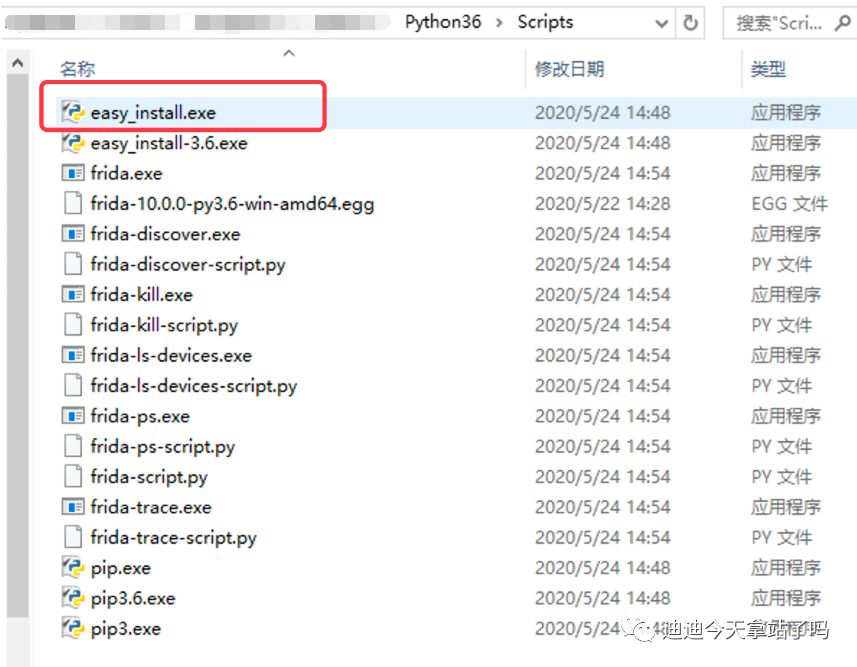 Python36 > Scripts 搜索"Scri...
名称 修改日期 类型
easy_install.exe 2020/5/24 14:48 应用程序
easy_install-3.6.exe 2020/5/24 14:48 应用程序
frida.exe 2020/5/24 14:54 应用程序
frida-10.0.0-py3.6-win-amd64.egg 2020/5/22 14:28 EGG 文件
frida-discover.exe 2020/5/24 14:54 应用程序
frida-discover-script.py 2020/5/24 14:54 PY 文件
frida-kill.exe 2020/5/24 14:54 应用程序
frida-kill-script.py 2020/5/24 14:54 PY 文件
frida-ls-devices.exe 2020/5/24 14:54 应用程序
frida-ls-devices-script.py 2020/5/24 14:54 PY 文件
frida-ps.exe 2020/5/24 14:54 应用程序
frida-ps-script.py 2020/5/24 14:54 PY 文件
frida-script.py 2020/5/24 14:54 PY 文件
frida-trace.exe 2020/5/24 14:54 应用程序
frida-trace-script.py 2020/5/24 14:54 PY 文件
pip.exe 2020/5/24 14:48 应用程序
pip3.6.exe 2020/5/24 14:48 应用程序
pip3.exe 2020/5/24
迪迪今天拿站了吗